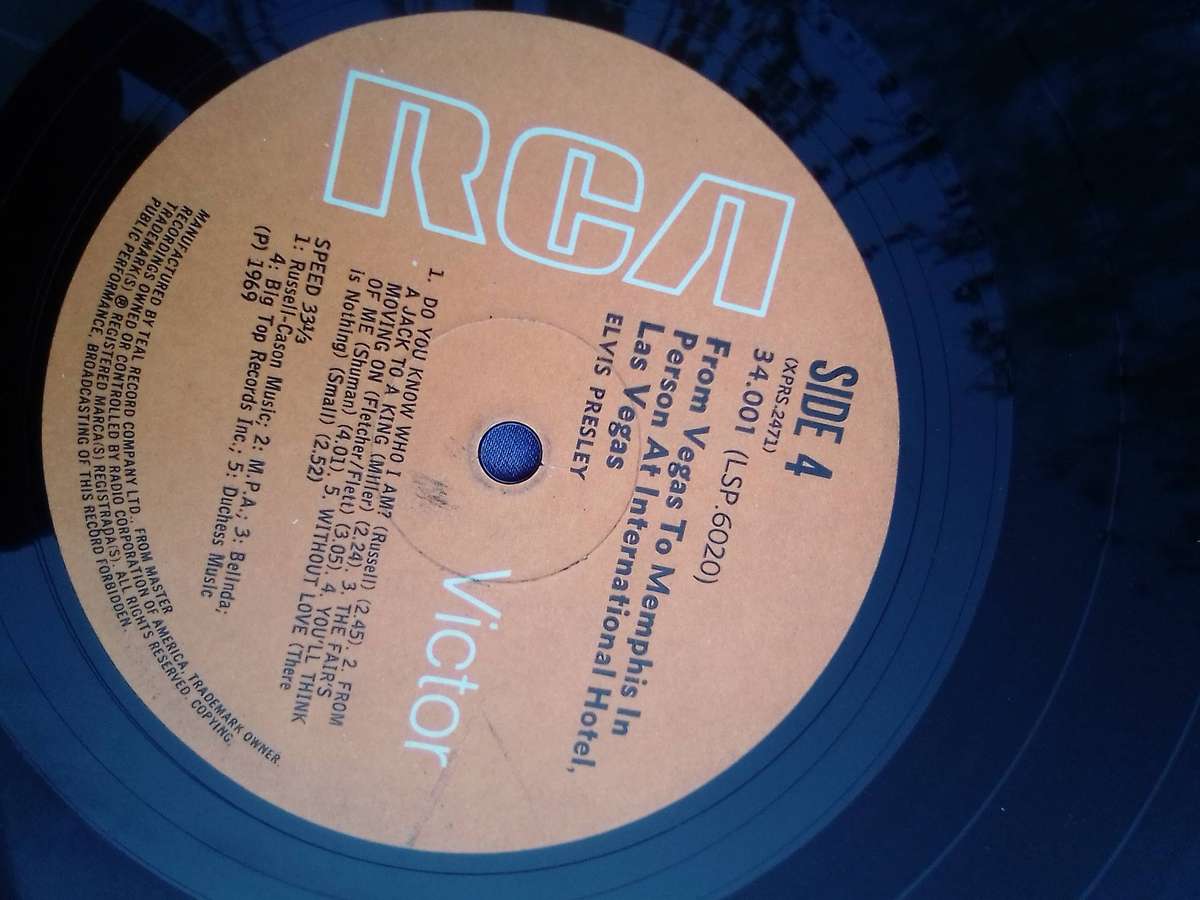 RCA
SIDE 4
(XPRS-2471)
34.001 (LSP.6020)
From Vegas To Memphis In
Person At International Hotel,
Las Vegas
ELVIS PRESLEY
Victor
1. DO YOU KNOW WHO I AM? (Russell) (2.45) 2. FROM
A JACK TO A KING (Miller) (2.24). 3. THE FAIR'S
MOVING ON (Fletcher/Flett) (3.05). 4. YOU'LL THINK
OF ME (Shuman) (4.01). 5. WITHOUT LOVE (There
is Nothing) (Small) (2.52)
SPEED 33⅓
1: Russell-Cason Music; 2: M.P.A.; 3: Belinda;
4: Big Top Records Inc.; 5: Duchess Music
(P) 1969
MANUFACTURED BY TEAL RECORD COMPANY LTD., FROM MASTER
RECORDINGS OWNED OR CONTROLLED BY RADIO CORPORATION OF AMERICA, TRADEMARK OWNER.
TRADEMARK(S) ® REGISTERED MARCA(S) REGISTRADA(S). ALL RIGHTS RESERVED. COPYING,
PUBLIC PERFORMANCE, BROADCASTING OF THIS RECORD FORBIDDEN.